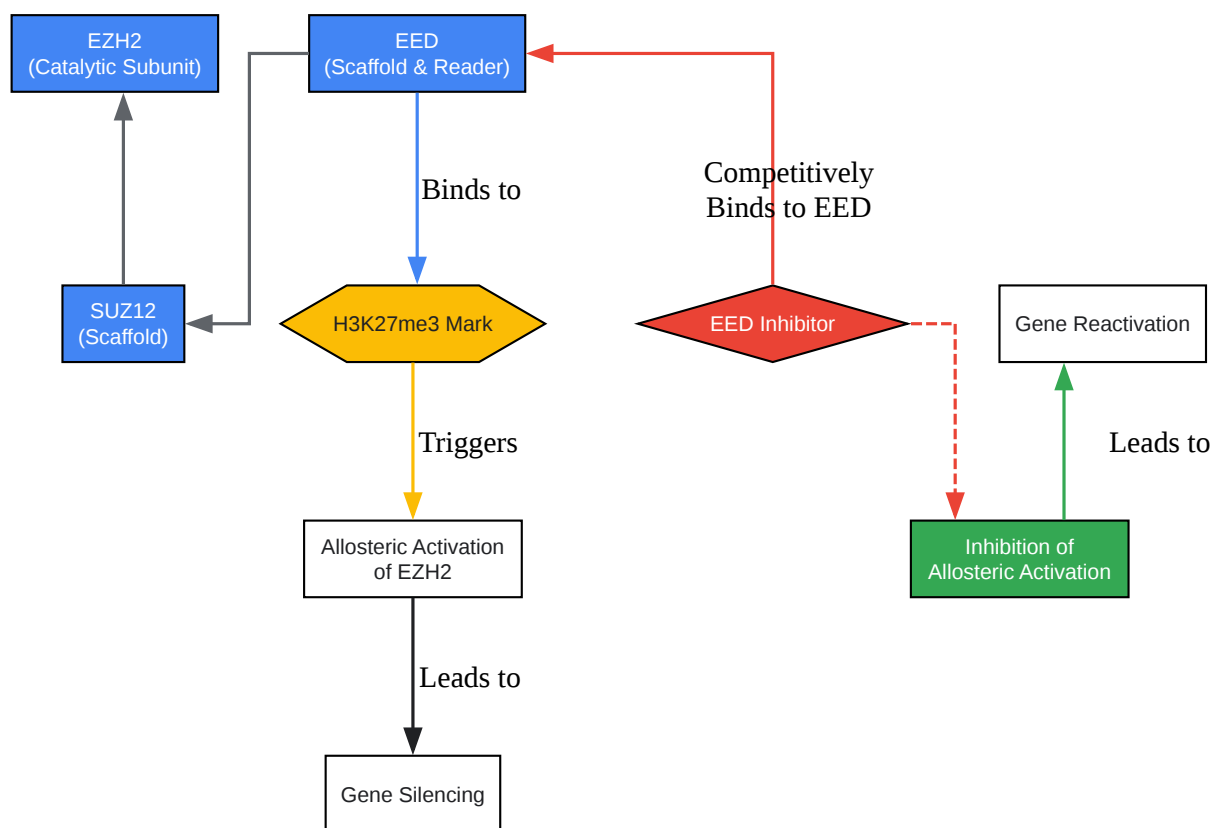 EZH2
(Catalytic Subunit)
EED
(Scaffold & Reader)
Binds to
Competitively
Binds to EED
SUZ12
(Scaffold)
H3K27me3 Mark
EED Inhibitor
Gene Reactivation
Triggers
Leads to
Allosteric Activation
of EZH2
Inhibition of
Allosteric Activation
Leads to
Gene Silencing